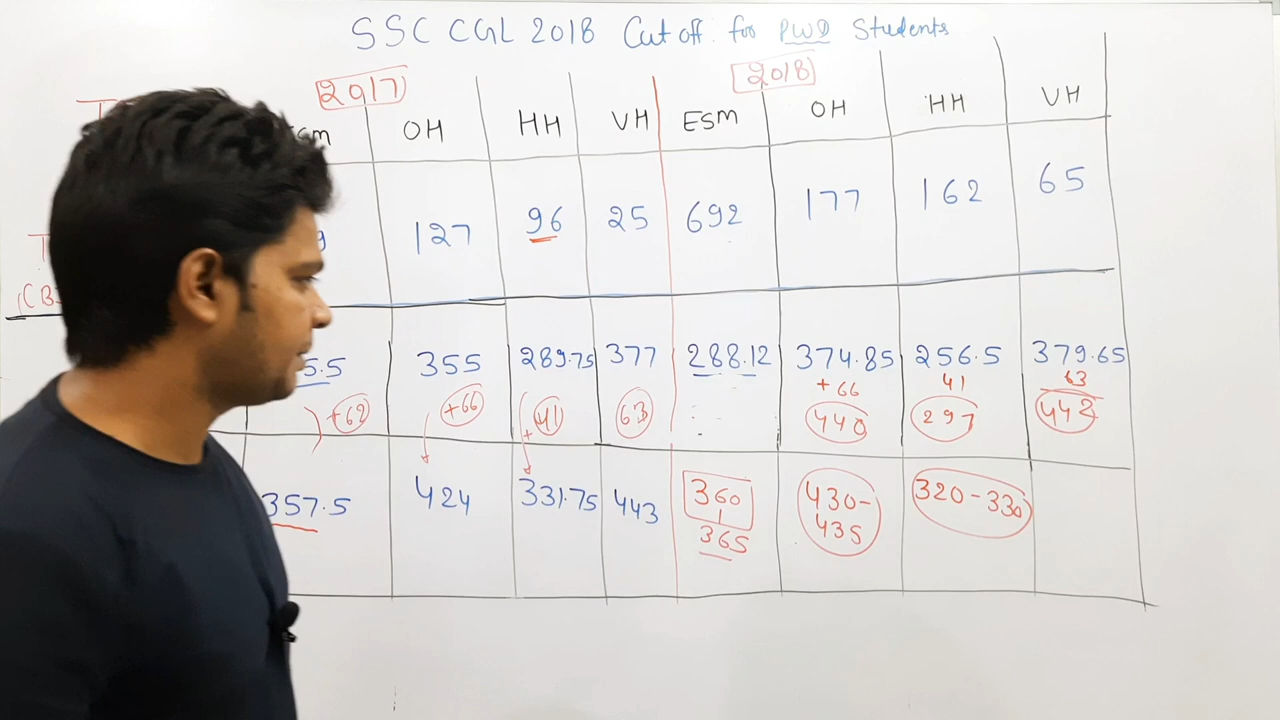 SSC CGL 2018 Cut off for PWD Students
2017 2018
OH HH VH ESM OH HH VH
127 96 25 692 177 162 65
355 289.75 377 288.12 374.85 256.5 379.65
+66 41 63
+62 +66 41 63 440 297 442
+
357.5 424 331.75 443 360 430- 320-330
365 435